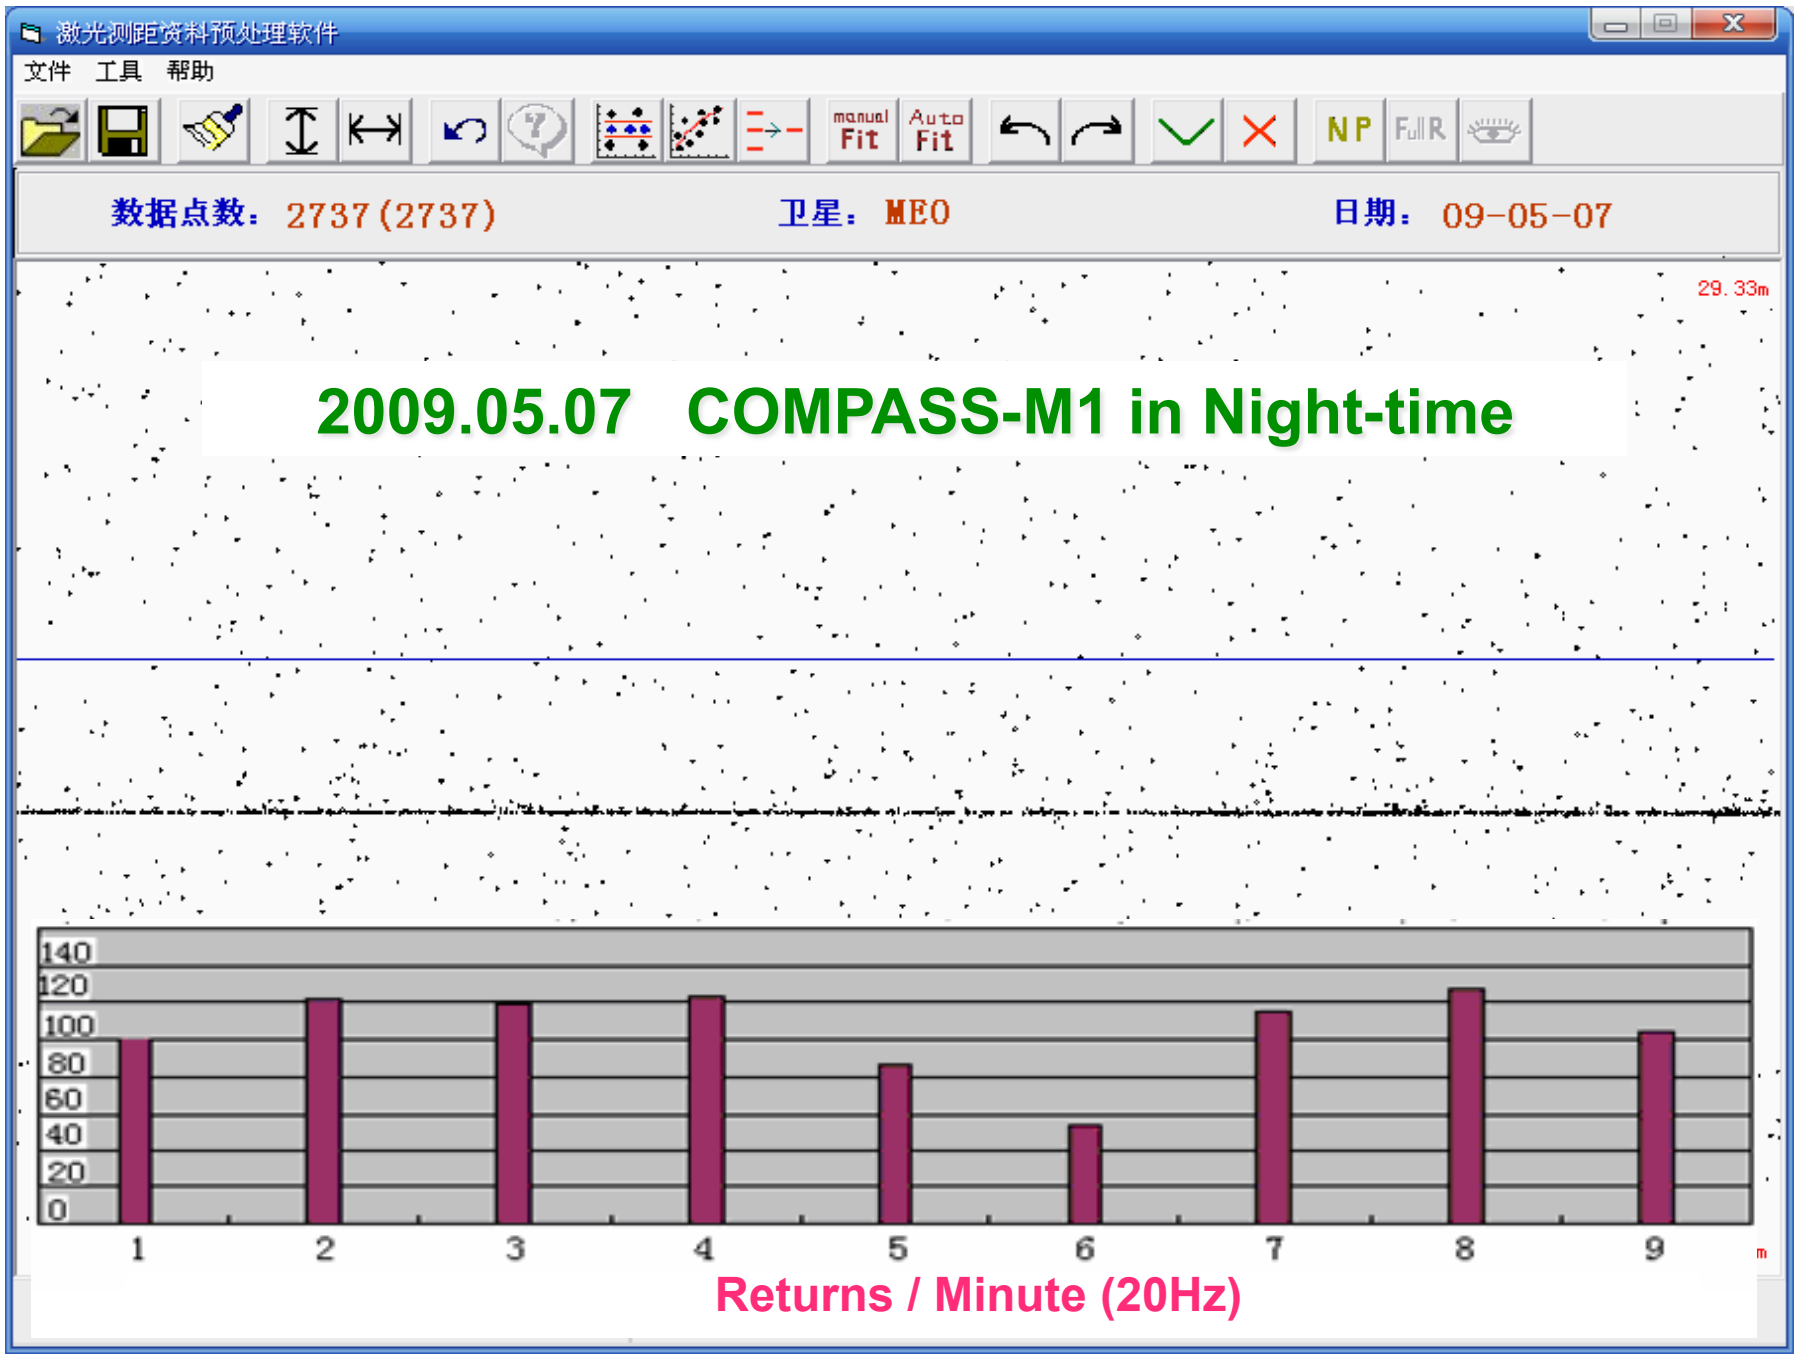 激光测距资料预处理软件
文件 工具 帮助
manual Fit Auto Fit NP FullR
数据点数: 2737(2737) 卫星: MEO 日期: 09-05-07
29.33m
2009.05.07 COMPASS-M1 in Night-time
140
120
100
80
60
40
20
0
1 2 3 4 5 6 7 8 9
m
Returns / Minute (20Hz)